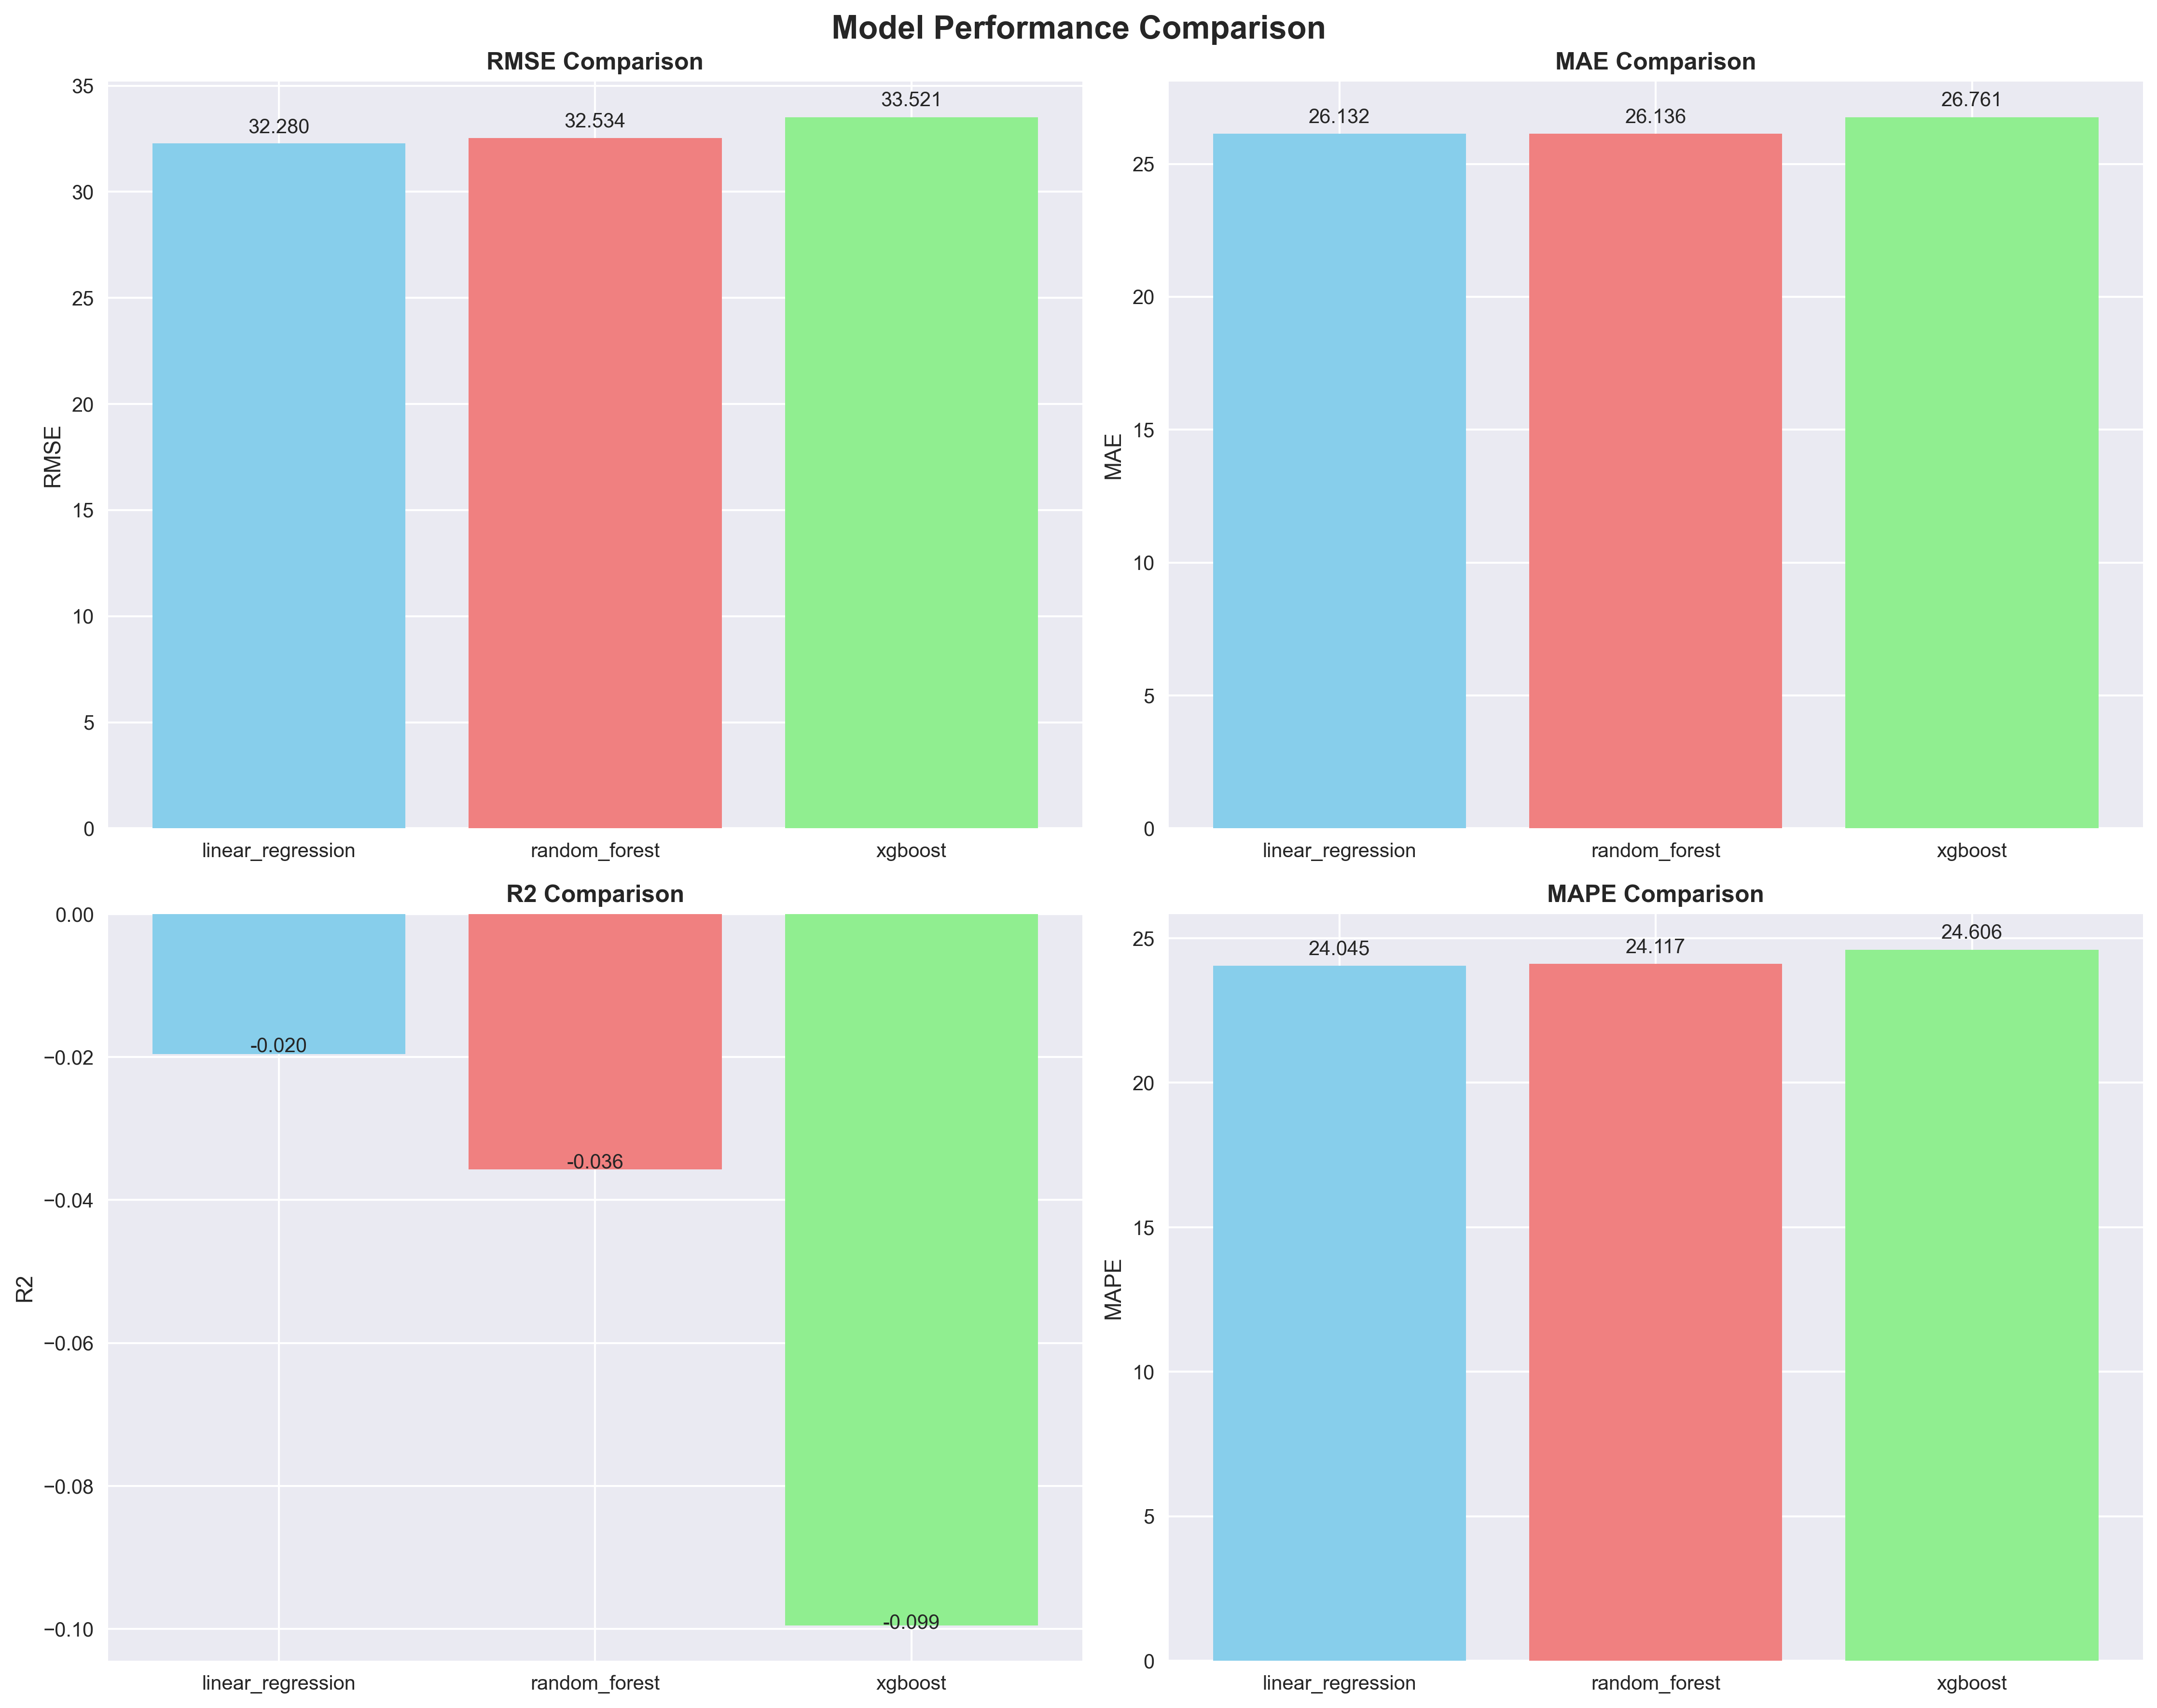 Model Performance Comparison
RMSE Comparison
35
30
25
20
15
10
5
0
RMSE
32.280
32.534
33.521
linear_regression
random_forest
xgboost
MAE Comparison
25
20
15
10
5
0
MAE
26.132
26.136
26.761
linear_regression
random_forest
xgboost
R2 Comparison
0.00
−0.02
−0.04
−0.06
−0.08
−0.10
R2
-0.020
-0.036
-0.099
linear_regression
random_forest
xgboost
MAPE Comparison
25
20
15
10
5
0
MAPE
24.045
24.117
24.606
linear_regression
random_forest
xgboost